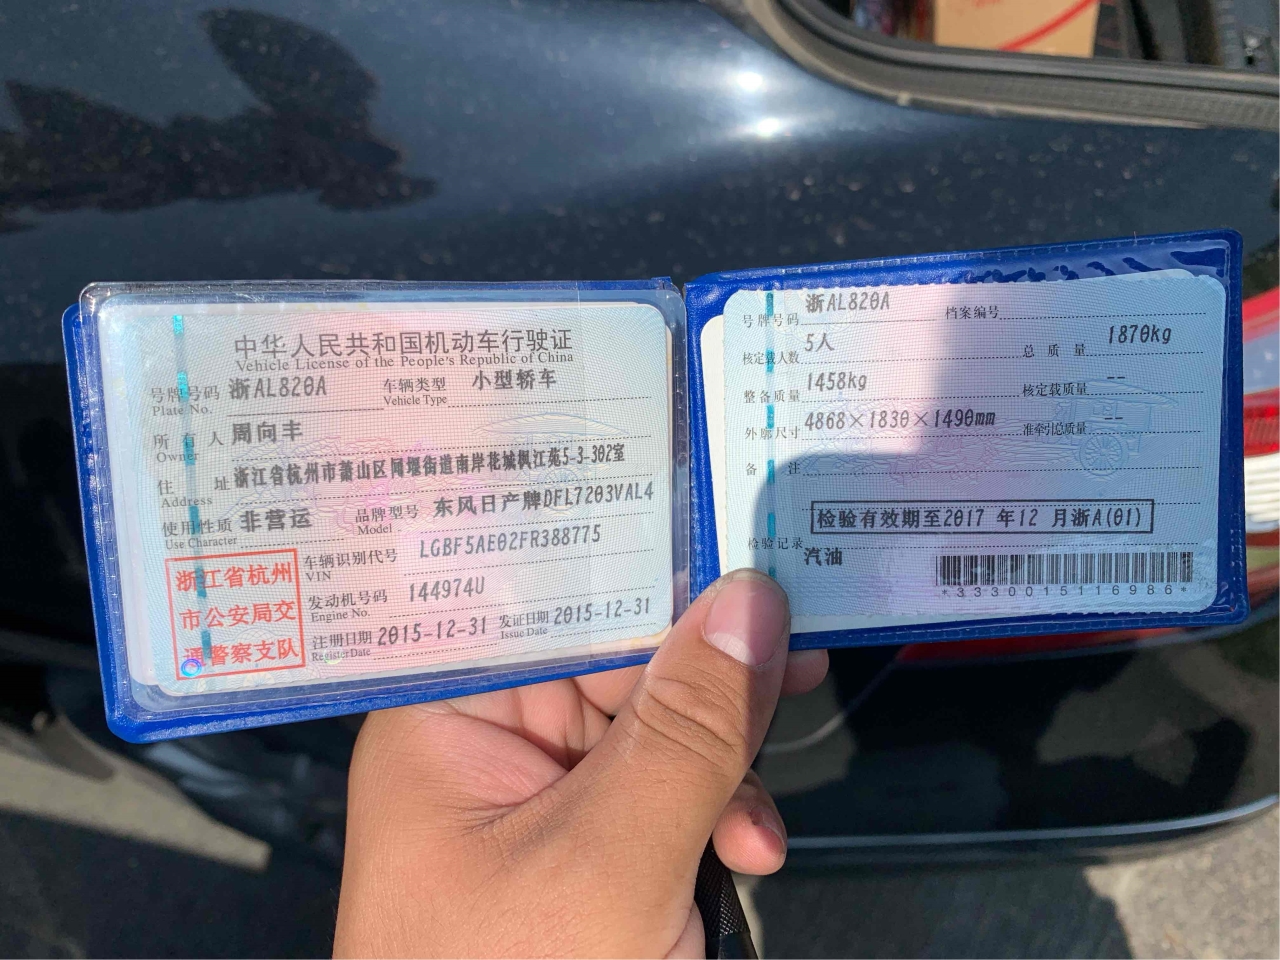 中华人民共和国机动车行驶证
Vehicle License of the People's Republic of China
号牌号码 浙AL820A 车辆类型 小型轿车
Plate No. Vehicle Type
所有人 周向丰
Owner
住址 浙江省杭州市萧山区闻堰街道南岸花城枫江苑5-3-302室
Address
使用性质 非营运 品牌型号 东风日产牌DFL7203VAL4
Use Character Model
车辆识别代号 LGBF5AE02FR388775
VIN
发动机号码 144974U
Engine No.
注册日期 2015-12-31 发证日期 2015-12-31
Register Date Issue Date
浙江省杭州
市公安局交
通警察支队
号牌号码 浙AL820A 档案编号
核定载人数 5人 总质量 1870kg
整备质量 1458kg 核定载质量 --
外廓尺寸 4868×1830×1490mm 准牵引总质量 --
备注
检验有效期至2017 年12 月浙A(01)
检验记录
汽油
*3330015116986*